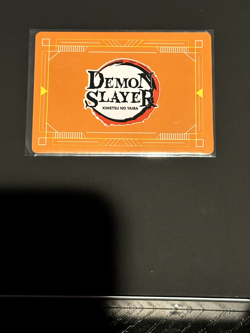 DEMON
SLAYER
KIMETSU NO YAIBA